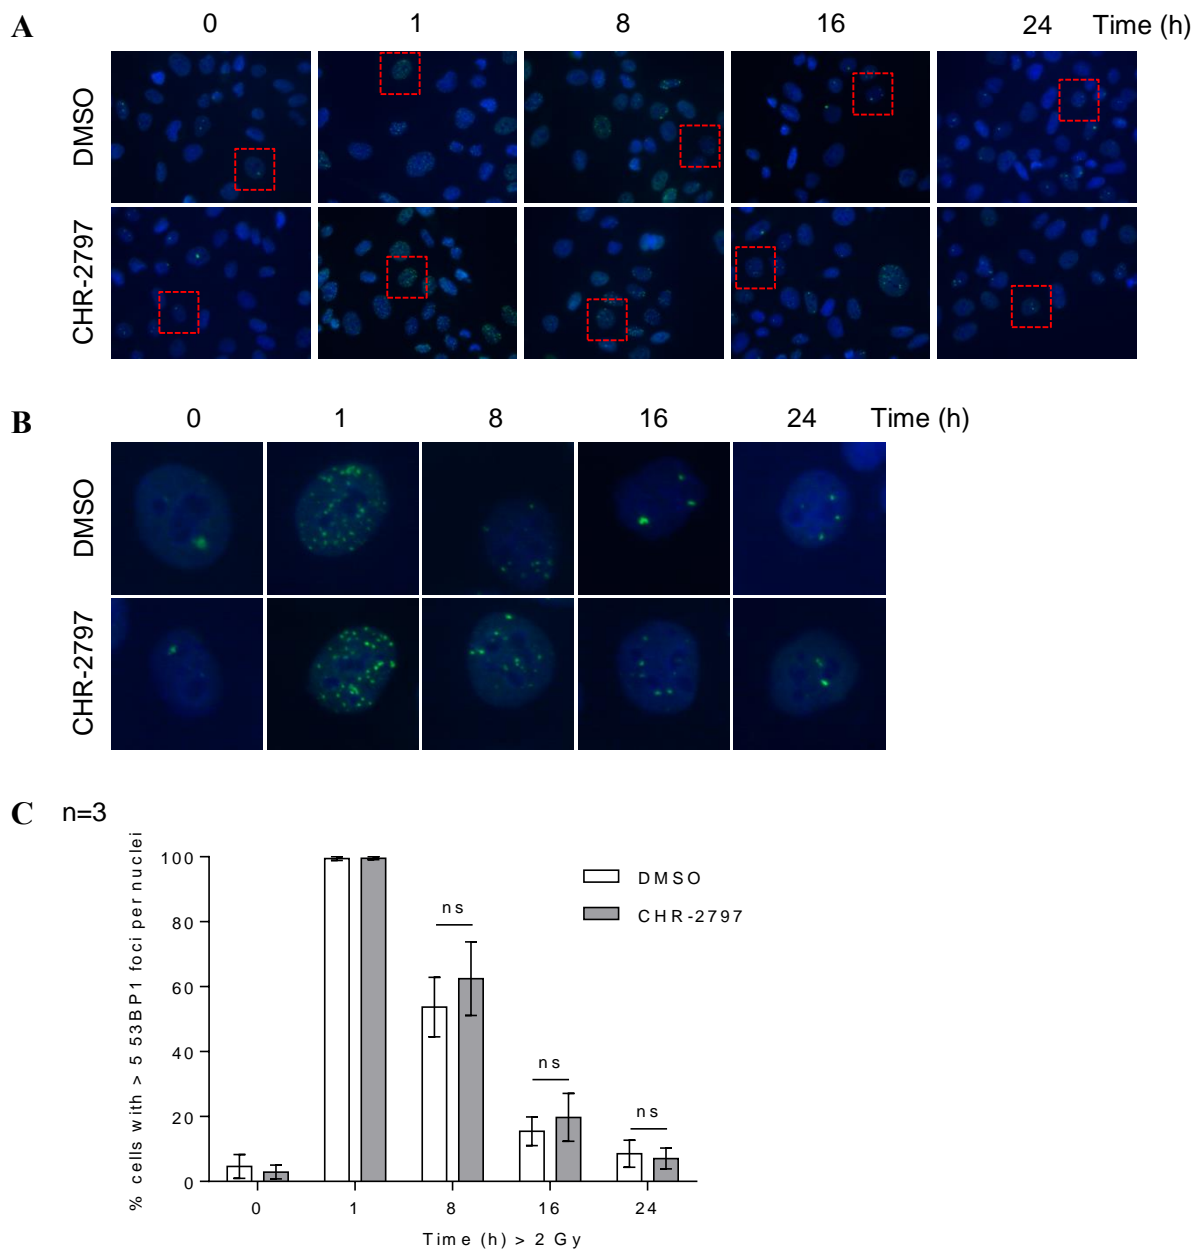 A 0 1 8 16 24 Time (h)
DMSO
CHR-2797
B 0 1 8 16 24 Time (h)
DMSO
CHR-2797
C n=3
% cells with > 5 53BP1 foci per nuclei
100
80
60
40
20
0
ns
ns
ns
DMSO
CHR-2797
0 1 8 16 24
Time (h) > 2 Gy